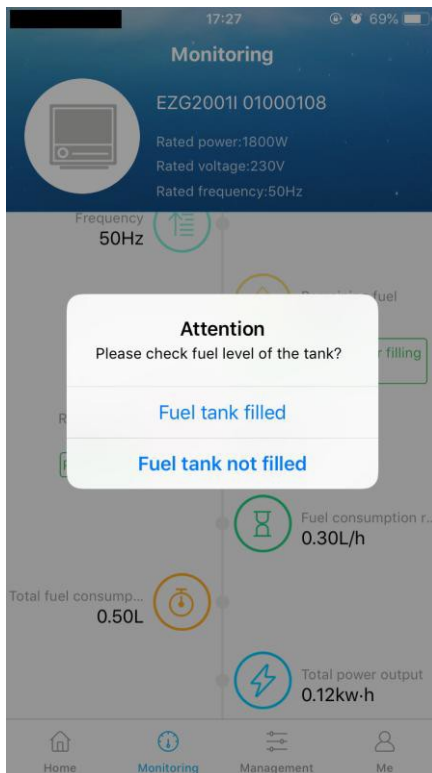 17:27
69%
Monitoring
EZG2001I 01000108
Rated power:1800W
Rated voltage:230V
Rated frequency:50Hz
Frequency
50Hz
fuel
r filling
Attention
Please check fuel level of the tank?
Fuel tank filled
Fuel tank not filled
Fuel consumption r...
0.30L/h
Total fuel consump...
0.50L
Total power output
0.12kw·h
Home
Monitoring
Management
Me